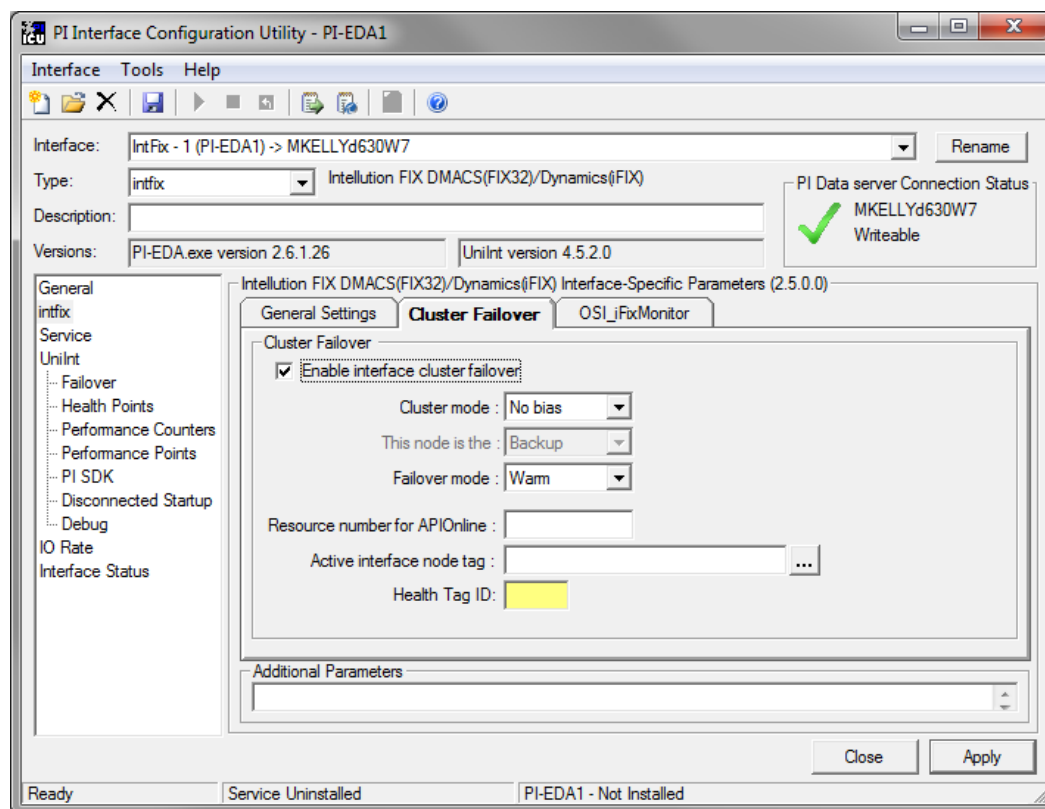 PI Interface Configuration Utility - PI-EDA1
Interface Tools Help
Interface: IntFix - 1 (PI-EDA1) -> MKELLYd630W7 Rename
Type: intfix Intellution FIX DMACS(FIX32)/Dynamics(iFIX)
PI Data server Connection Status
MKELLYd630W7
Writeable
Description:
Versions: PI-EDA.exe version 2.6.1.26 UniInt version 4.5.2.0
General
intfix
Service
UniInt
Failover
Health Points
Performance Counters
Performance Points
PI SDK
Disconnected Startup
Debug
IO Rate
Interface Status
Intellution FIX DMACS(FIX32)/Dynamics(iFIX) Interface-Specific Parameters (2.5.0.0)
General Settings Cluster Failover OSI_iFixMonitor
Cluster Failover
Enable interface cluster failover
Cluster mode : No bias
This node is the : Backup
Failover mode : Warm
Resource number for APIOnline :
Active interface node tag : ...
Health Tag ID:
Additional Parameters
Close Apply
Ready Service Uninstalled PI-EDA1 - Not Installed